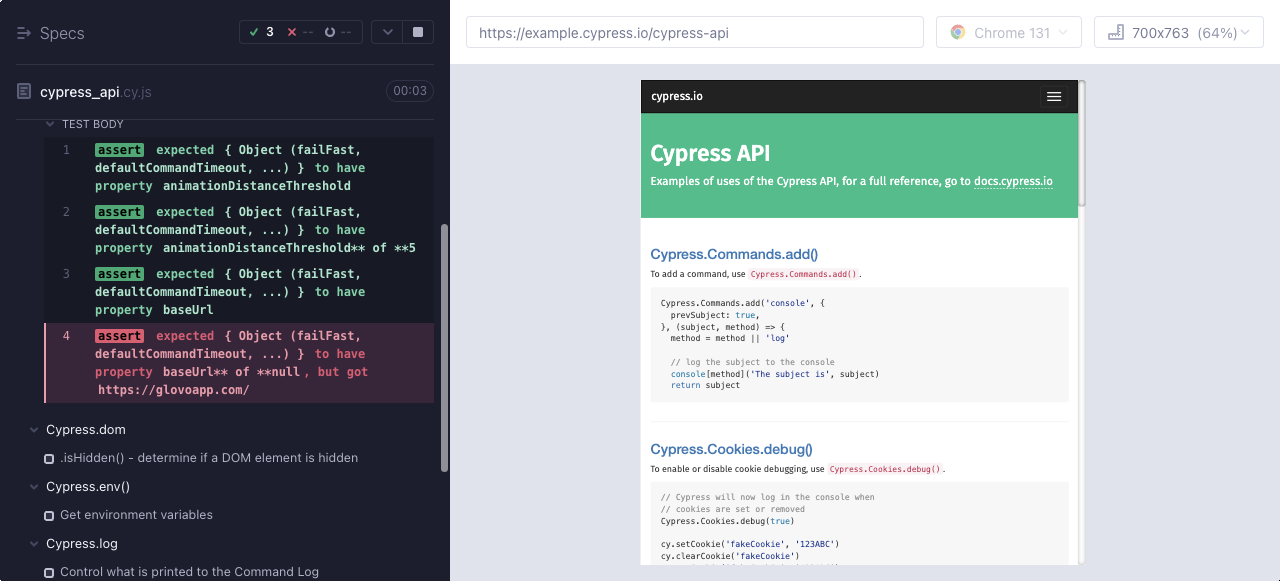 Specs
3
--
--
cypress_api.cy.js
00:03
TEST BODY
1 assert expected { Object (failFast,
defaultCommandTimeout, ...) } to have
property animationDistanceThreshold
2 assert expected { Object (failFast,
defaultCommandTimeout, ...) } to have
property animationDistanceThreshold** of **5
3 assert expected { Object (failFast,
defaultCommandTimeout, ...) } to have
property baseUrl
4 assert expected { Object (failFast,
defaultCommandTimeout, ...) } to have
property baseUrl** of **null, but got
https://glovoapp.com/
Cypress.dom
.isHidden() - determine if a DOM element is hidden
Cypress.env()
Get environment variables
Cypress.log
Control what is printed to the Command Log
https://example.cypress.io/cypress-api
Chrome 131
700x763 (64%)
cypress.io
Cypress API
Examples of uses of the Cypress API, for a full reference, go to docs.cypress.io
Cypress.Commands.add()
To add a command, use Cypress.Commands.add().
Cypress.Commands.add('console', {
prevSubject: true,
}, (subject, method) => {
method = method || 'log'
// log the subject to the console
console[method]('The subject is', subject)
return subject
Cypress.Cookies.debug()
To enable or disable cookie debugging, use Cypress.Cookies.debug().
// Cypress will now log in the console when
// cookies are set or removed
Cypress.Cookies.debug(true)
cy.setCookie('fakeCookie', '123ABC')
cy.clearCookie('fakeCookie')